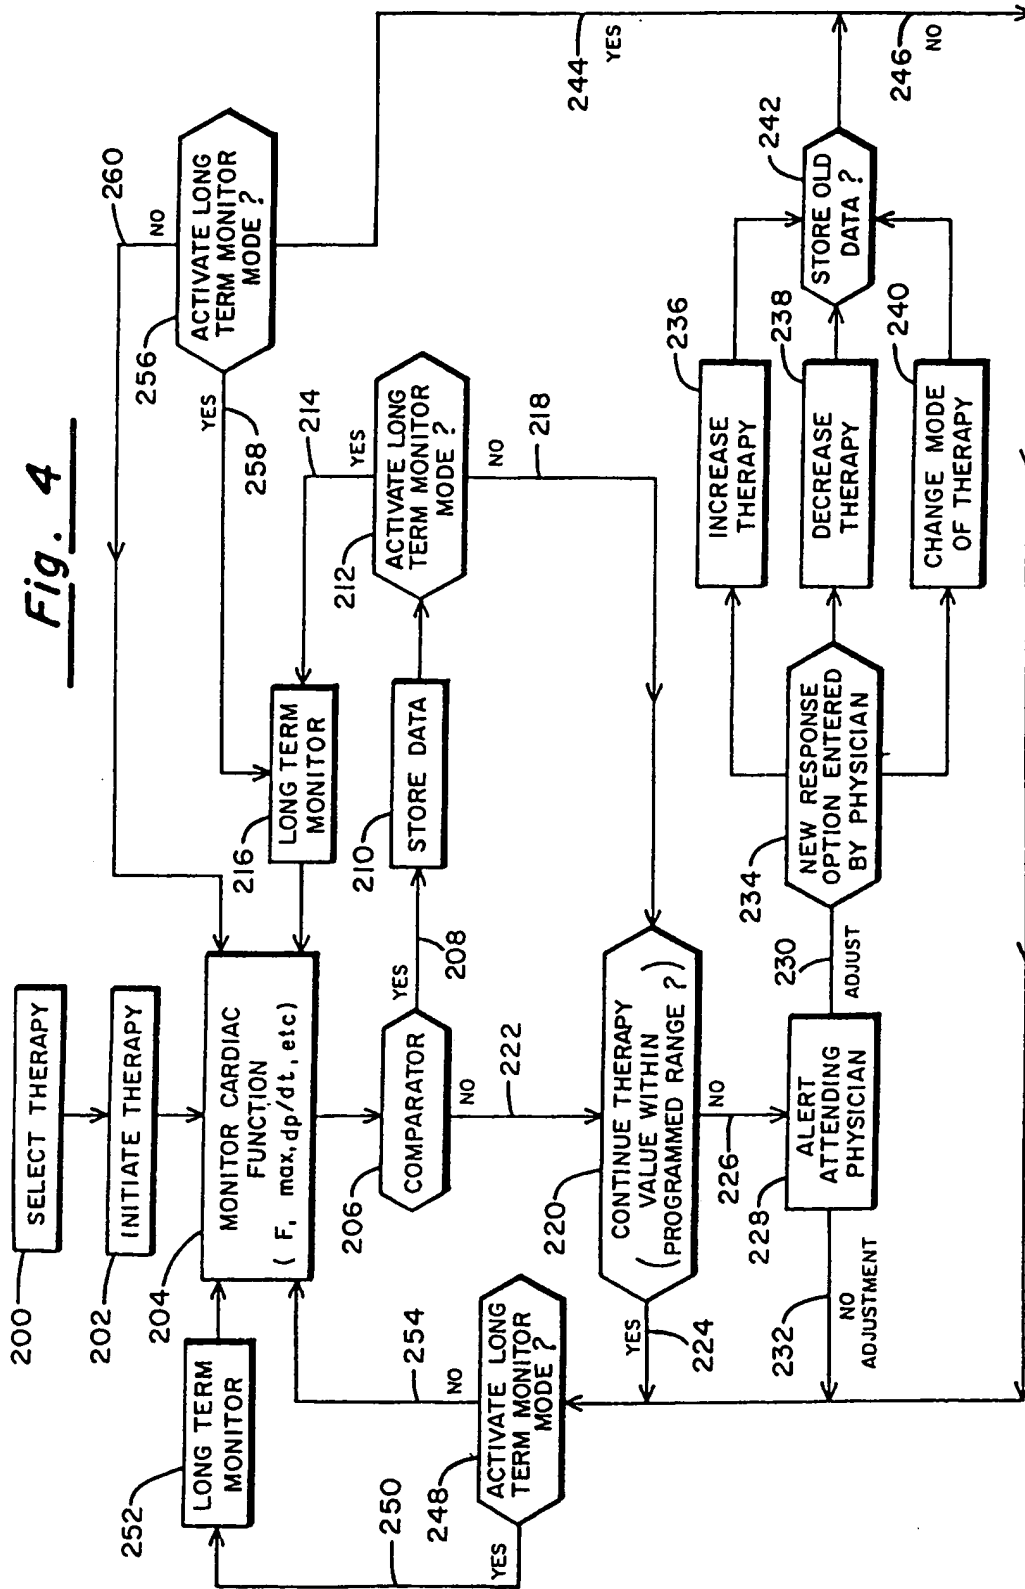 Fig. 4
200
SELECT THERAPY
202
INITIATE THERAPY
204
MONITOR CARDIAC
FUNCTION
( F, max, dp/dt, etc)
252
LONG TERM
MONITOR
216
LONG TERM
MONITOR
260
NO
256
ACTIVATE LONG
TERM MONITOR
MODE ?
YES
258
206
COMPARATOR
YES
208
NO
222
210
STORE DATA
212
ACTIVATE LONG
TERM MONITOR
MODE ?
YES
214
NO
218
254
NO
248
ACTIVATE LONG
TERM MONITOR
MODE ?
YES
250
220
CONTINUE THERAPY
( VALUE WITHIN
PROGRAMMED RANGE ? )
YES
224
NO
226
228
ALERT
ATTENDING
PHYSICIAN
232
NO
ADJUSTMENT
230
ADJUST
234
NEW RESPONSE
OPTION ENTERED
BY PHYSICIAN
236
INCREASE
THERAPY
238
DECREASE
THERAPY
240
CHANGE MODE
OF THERAPY
242
STORE OLD
DATA ?
244
YES
246
NO